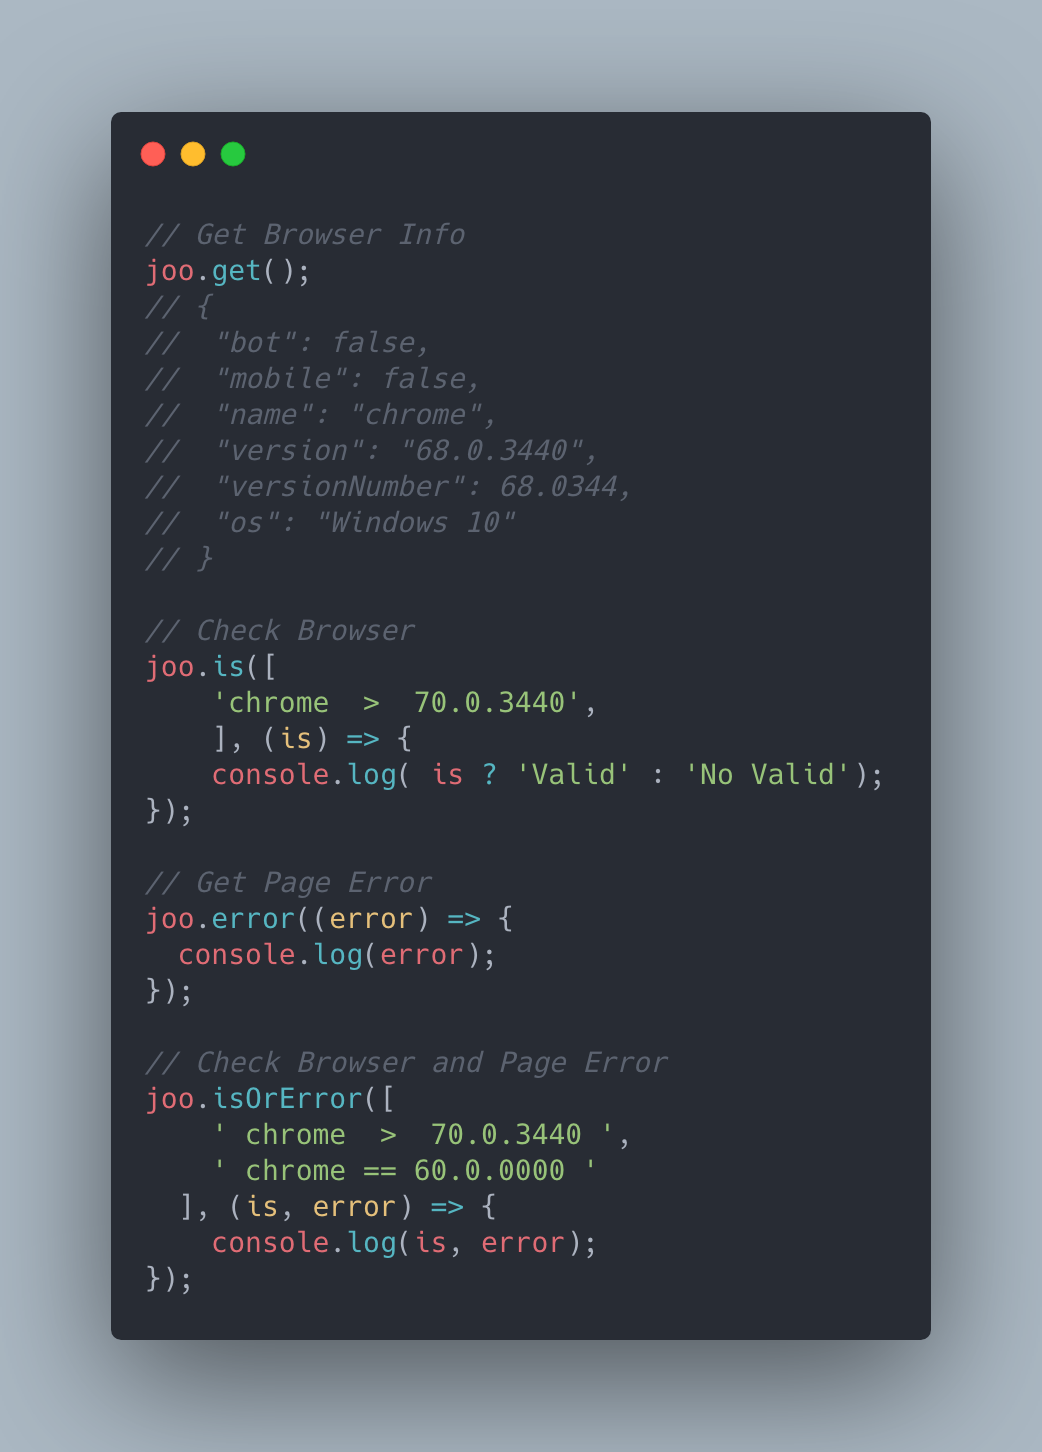 // Get Browser Info
joo.get();
// {
//  "bot": false,
//  "mobile": false,
//  "name": "chrome",
//  "version": "68.0.3440",
//  "versionNumber": 68.0344,
//  "os": "Windows 10"
// }

// Check Browser
joo.is([
    'chrome  >  70.0.3440',
    ], (is) => {
    console.log( is ? 'Valid' : 'No Valid');
});

// Get Page Error
joo.error((error) => {
  console.log(error);
});

// Check Browser and Page Error
joo.isOrError([
    ' chrome  >  70.0.3440 ',
    ' chrome == 60.0.0000 '
  ], (is, error) => {
    console.log(is, error);
});